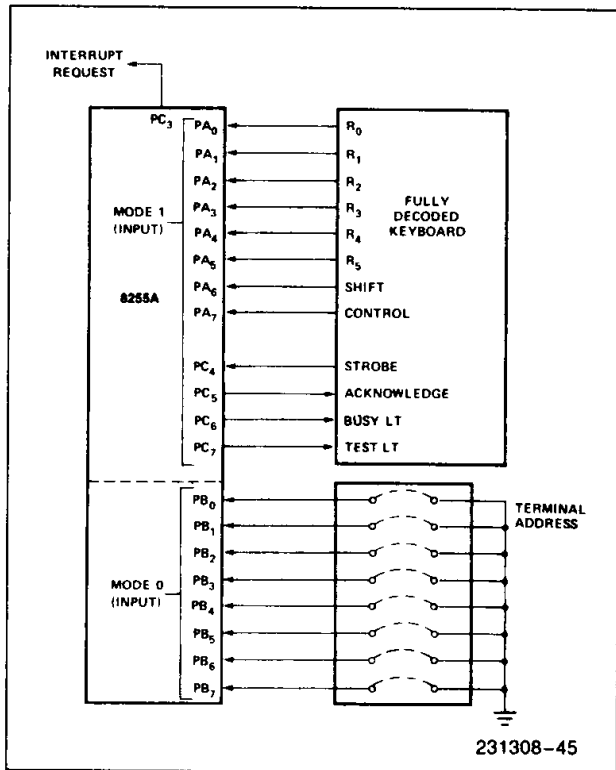 INTERRUPT
REQUEST
PC3 PA0 R0
PA1 R1
PA2 R2
MODE 1
(INPUT)
PA3 R3
FULLY
DECODED
KEYBOARD
PA4 R4
PA5 R5
8255A
PA6 SHIFT
PA7 CONTROL
PC4 STROBE
PC5 ACKNOWLEDGE
PC6 BUSY LT
PC7 TEST LT
PB0
TERMINAL
ADDRESS
PB1
PB2
MODE 0
(INPUT)
PB3
PB4
PB5
PB6
PB7
231308-45